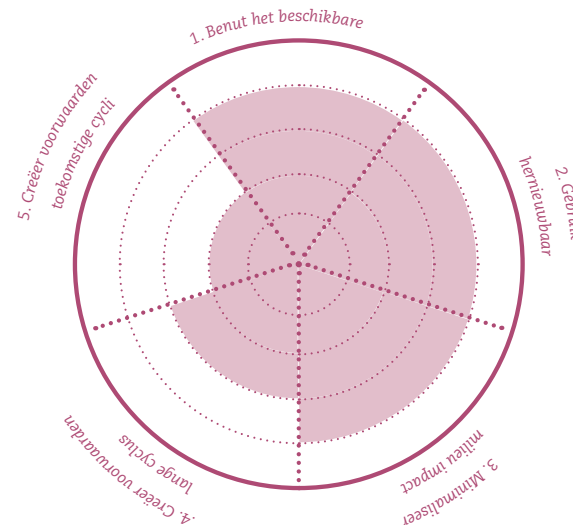 1. Benut het beschikbare
2. Gebruik
hernieuwbaar
3. Minimaliseer
milieu impact
4. Creëer voorwaarden
lange cyclus
5. Creëer voorwaarden
toekomstige cycli